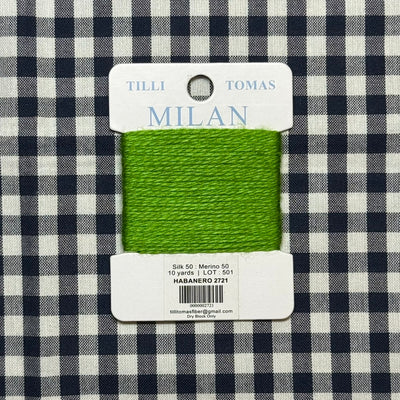 TILLI TOMAS
MILAN
Silk 50 : Merino 50
10 yards | LOT : 501
HABANERO 2721
0000002721
tillitomasfiber@gmail.com
Dry Block Only